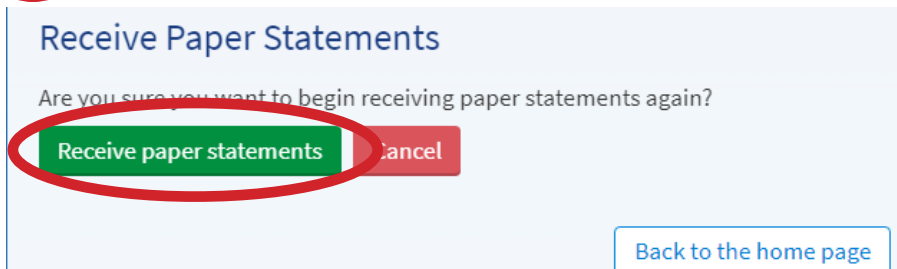 Receive Paper Statements
Are you sure you want to begin receiving paper statements again?
Receive paper statements Cancel
Back to the home page